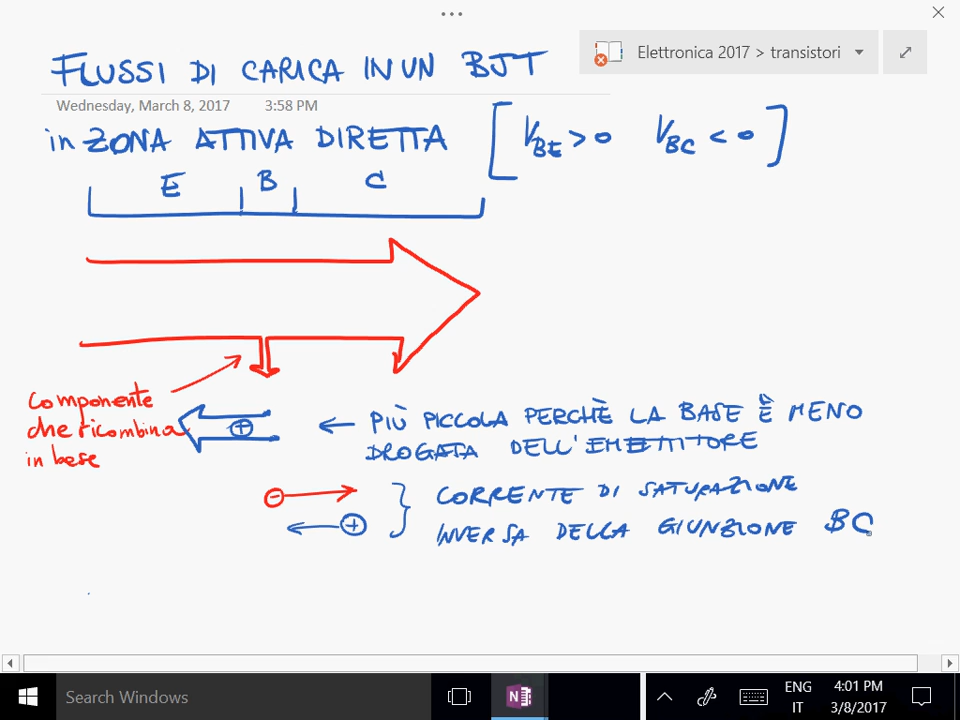 Elettronica 2017 > transistori
FLUSSI DI CARICA IN UN BJT
Wednesday, March 8, 2017 3:58 PM
in ZONA ATTIVA DIRETTA [VBE > 0 VBC < 0]
E B C
componente
che ricombina
in base
⊕ ← PIÙ PICCOLA PERCHÈ LA BASE È MENO
DROGATA DELL'EMETTITORE
⊖ → } CORRENTE DI SATURAZIONE
← ⊕ INVERSA DELLA GIUNZIONE BC
Search Windows
N
ENG
IT
4:01 PM
3/8/2017